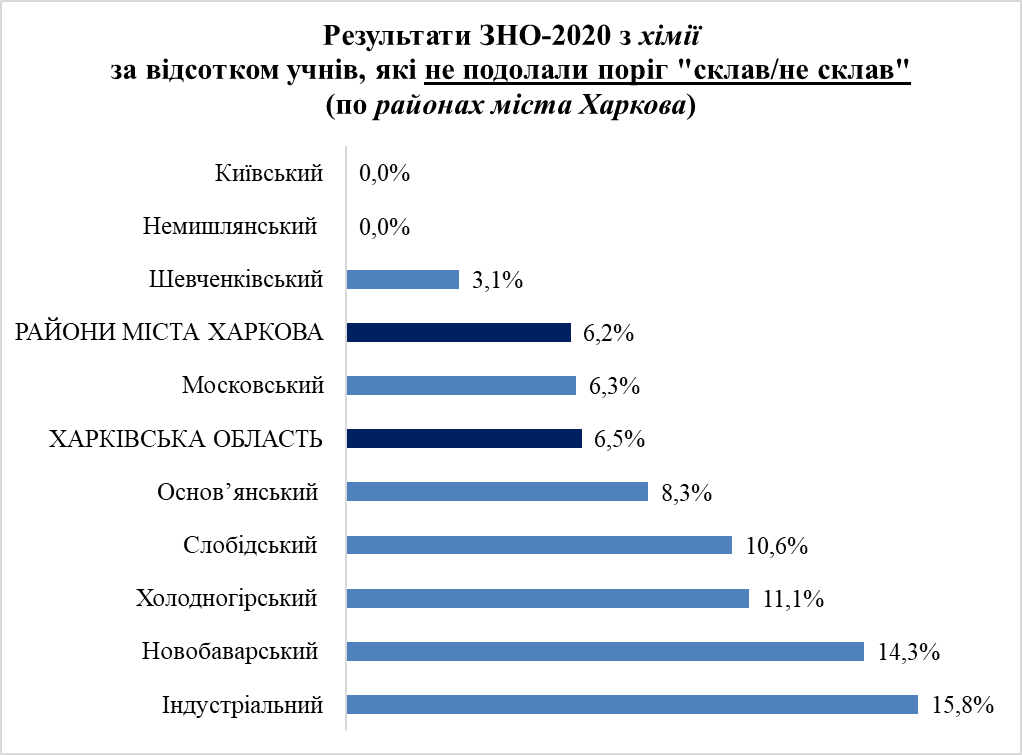 Результати ЗНО-2020 з хімії
за відсотком учнів, які не подолали поріг "склав/не склав"
(по районах міста Харкова)
Київський 0,0%
Немишлянський 0,0%
Шевченківський 3,1%
РАЙОНИ МІСТА ХАРКОВА 6,2%
Московський 6,3%
ХАРКІВСЬКА ОБЛАСТЬ 6,5%
Основ’янський 8,3%
Слобідський 10,6%
Холодногірський 11,1%
Новобаварський 14,3%
Індустріальний 15,8%